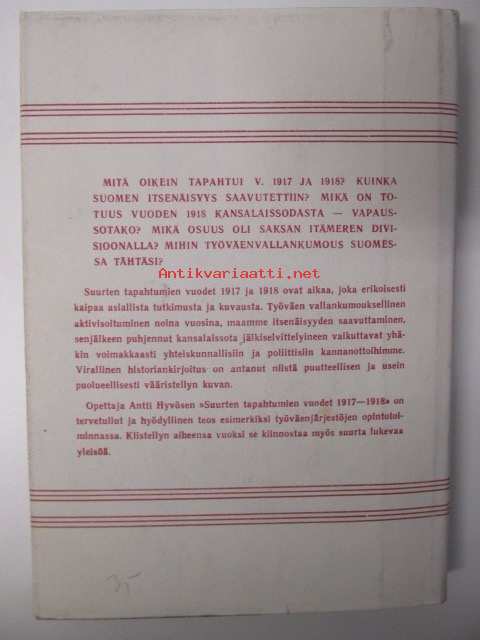 MITÄ OIKEIN TAPAHTUI V. 1917 JA 1918? KUINKA
SUOMEN ITSENÄISYYS SAAVUTETTIIN? MIKÄ ON TO-
TUUS VUODEN 1918 KANSALAISSODASTA — VAPAUS-
SOTAKO? MIKÄ OSUUS OLI SAKSAN ITÄMEREN DIVI-
SIOONALLA? MIHIN TYÖVÄENVALLANKUMOUS SUOMES-
SA TÄHTÄSI?
Antikvariaatti.net
Suurten tapahtumien vuodet 1917 ja 1918 ovat aikaa, joka erikoisesti
kaipaa asiallista tutkimusta ja kuvausta. Työväen vallankumouksellinen
aktivisoituminen noina vuosina, maamme itsenäisyyden saavuttaminen,
senjälkeen puhjennut kansalaissota jälkiselvittelyineen vaikuttavat yhä-
kin voimakkaasti yhteiskunnallisiin ja poliittisiin kannanottoihimme.
Virallinen historiankirjoitus on antanut niistä puutteellisen ja usein
puolueellisesti vääristellyn kuvan.
Opettaja Antti Hyvösen »Suurten tapahtumien vuodet 1917—1918» on
tervetullut ja hyödyllinen teos esimerkiksi työväenjärjestöjen opintotoi-
minnassa. Kiistellyn aiheensa vuoksi se kiinnostaa myös suurta lukevaa
yleisöä.
35